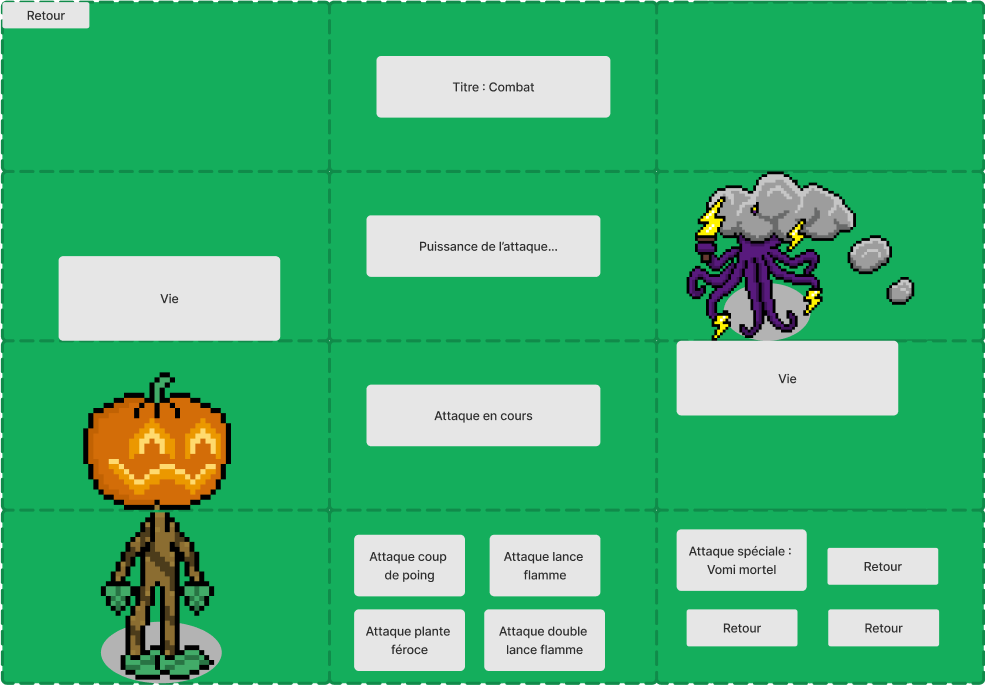 Retour
Titre : Combat
Puissance de l’attaque...
Vie
Vie
Attaque en cours
Attaque coup
de poing
Attaque lance
flamme
Attaque spéciale :
Vomi mortel
Retour
Attaque plante
féroce
Attaque double
lance flamme
Retour
Retour